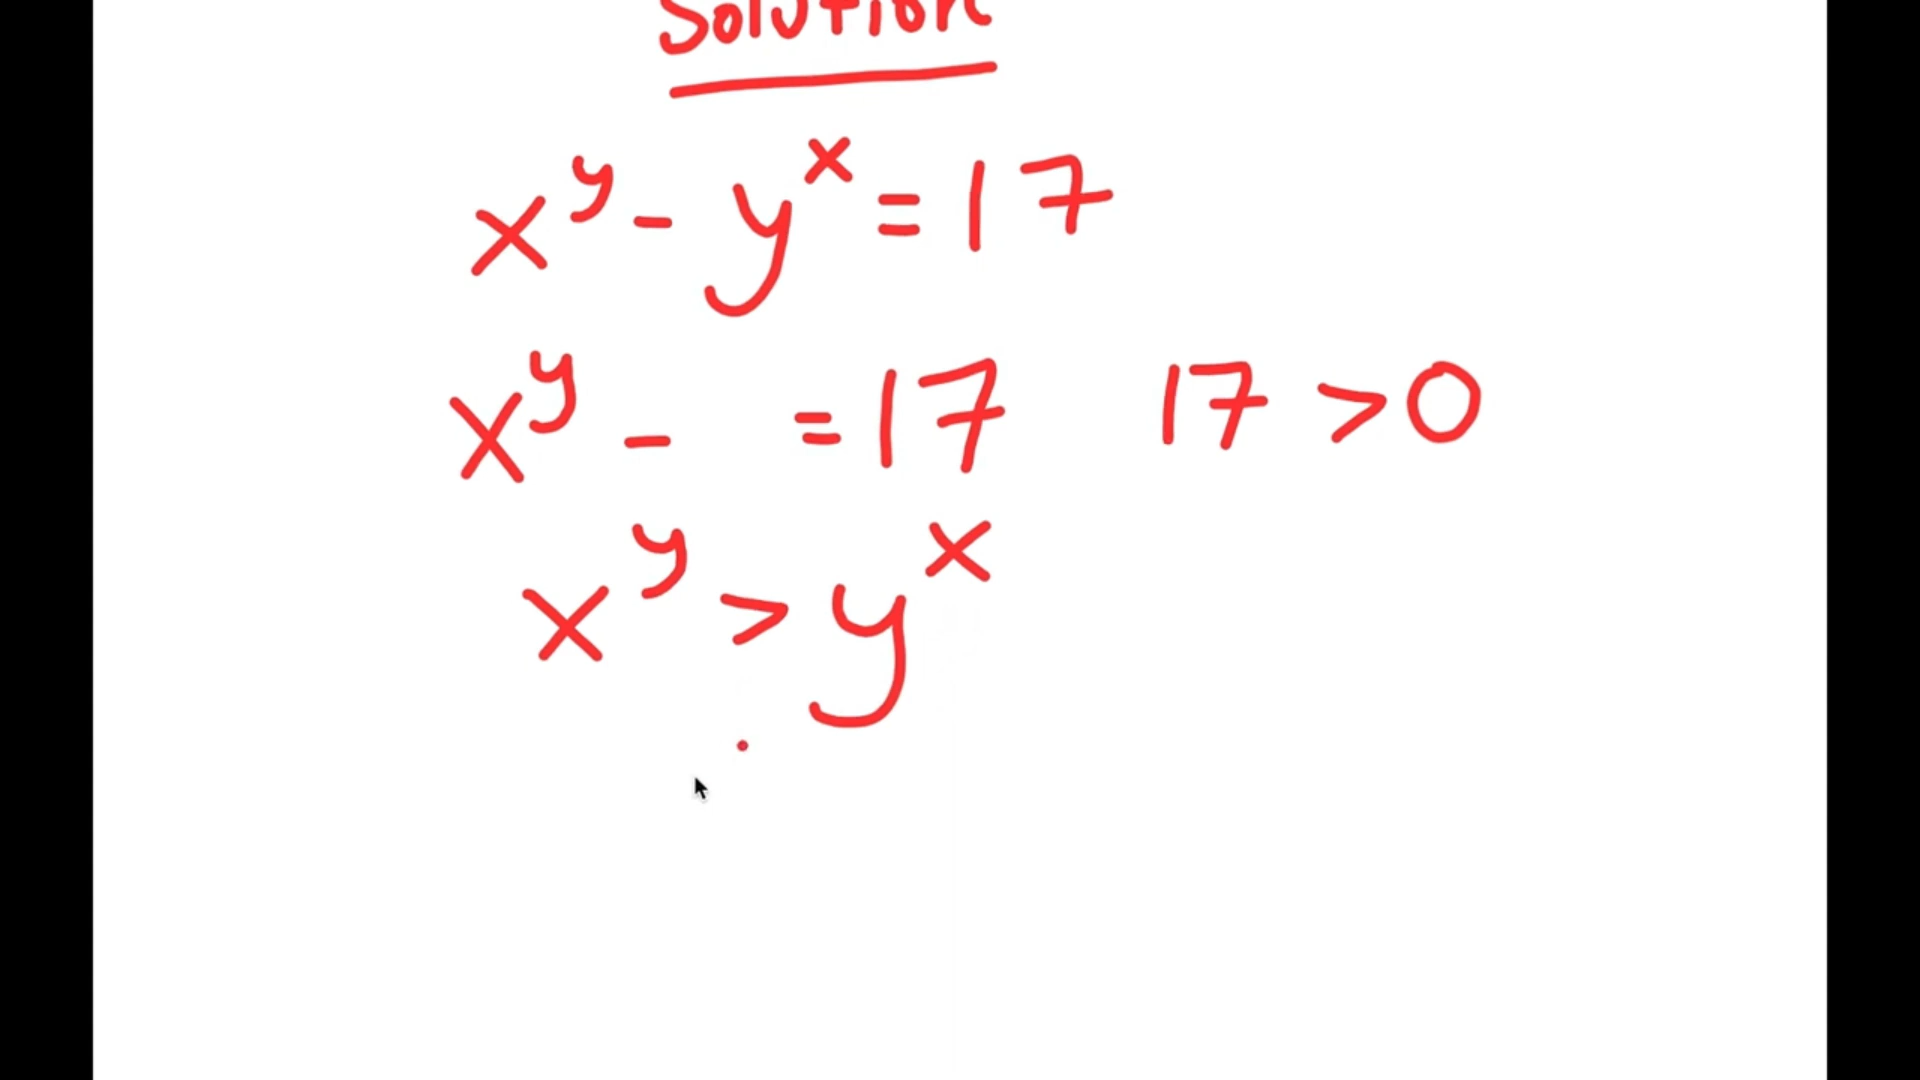 Solution
x^y - y^x = 17
x^y - = 17 17 > 0
x^y > y^x